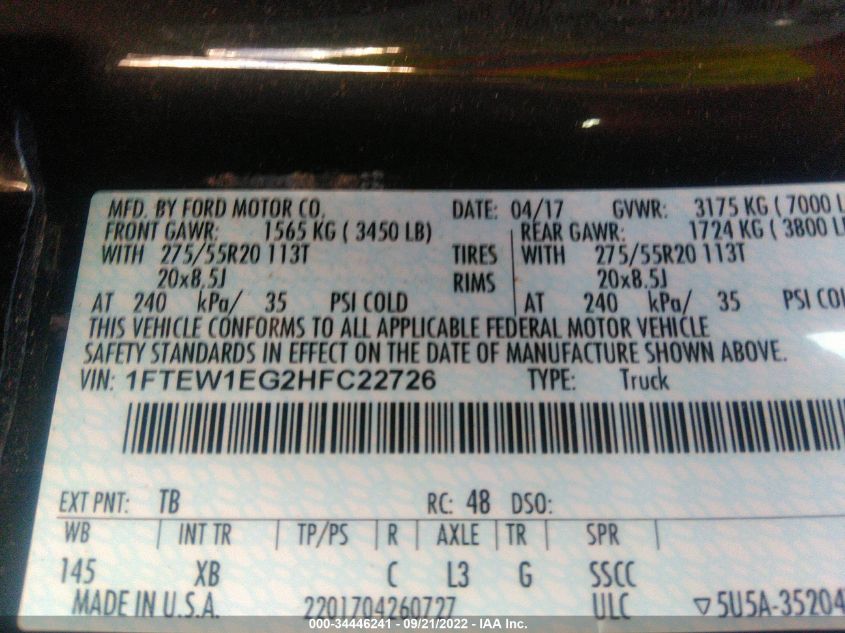 MFD. BY FORD MOTOR CO. DATE: 04/17 GVWR: 3175 KG ( 7000 L
FRONT GAWR: 1565 KG ( 3450 LB) REAR GAWR: 1724 KG ( 3800 LB
WITH 275/55R20 113T TIRES WITH 275/55R20 113T
20x8.5J RIMS 20x8.5J
AT 240 kPa/ 35 PSI COLD AT 240 kPa/ 35 PSI COL
THIS VEHICLE CONFORMS TO ALL APPLICABLE FEDERAL MOTOR VEHICLE
SAFETY STANDARDS IN EFFECT ON THE DATE OF MANUFACTURE SHOWN ABOVE.
VIN: 1FTEW1EG2HFC22726 TYPE: Truck
EXT PNT: TB RC: 48 DSO:
WB INT TR TP/PS R AXLE TR SPR
145 XB C L3 G SSCC
MADE IN U.S.A. 2201704260727 ULC ▽5U5A-35204
000-34446241 - 09/21/2022 - IAA Inc.